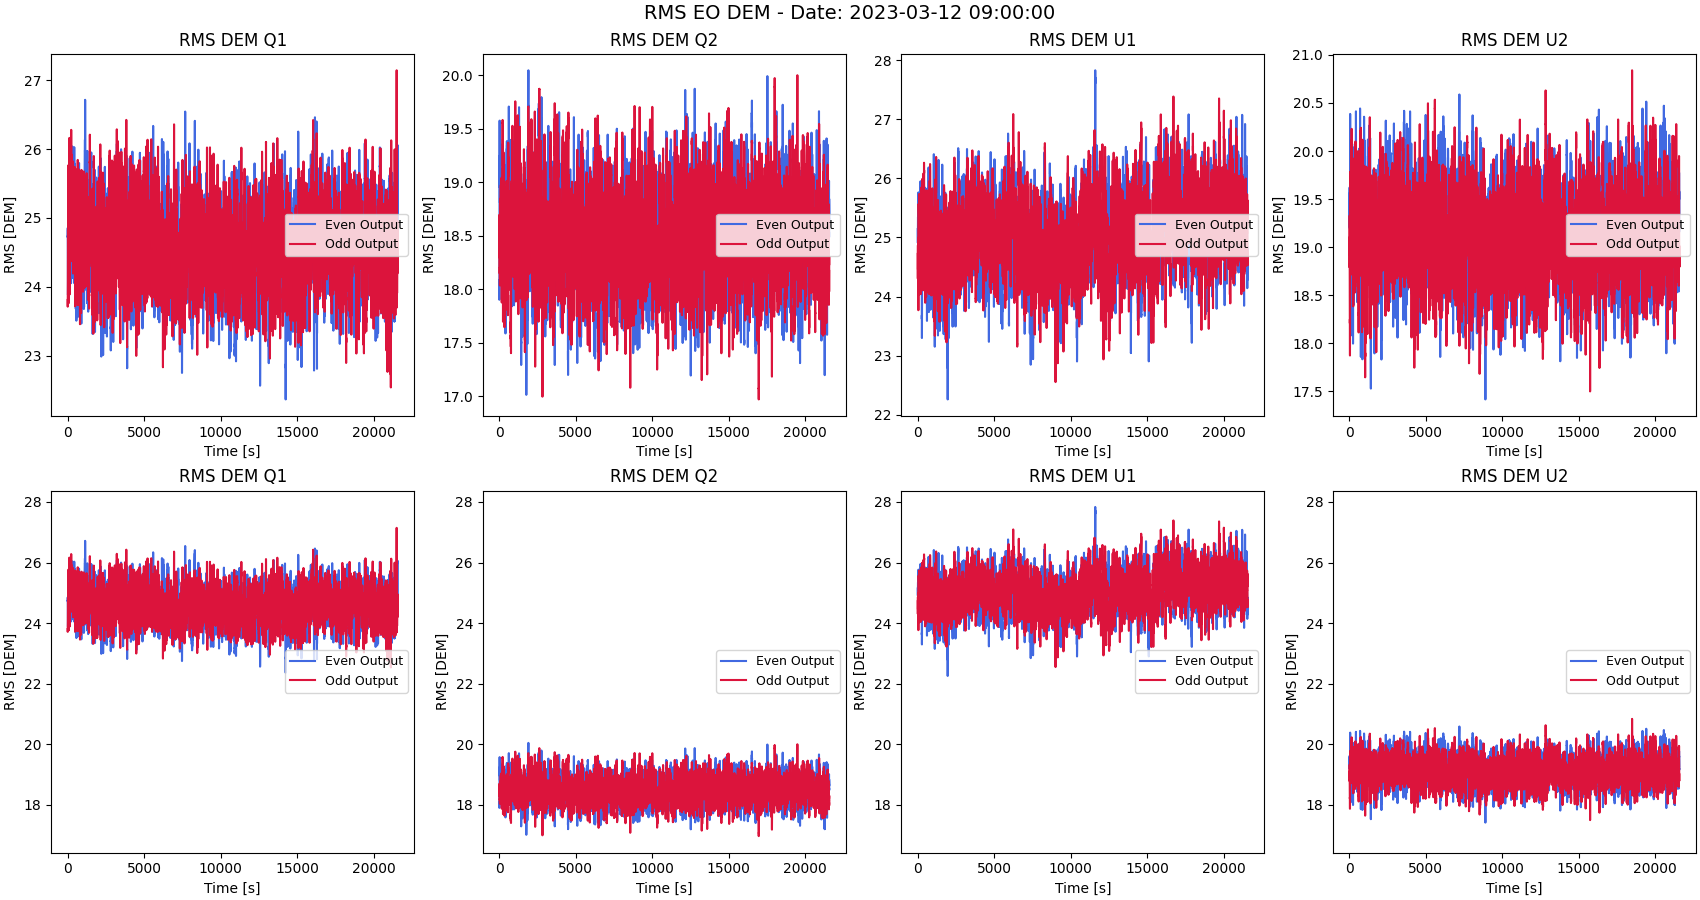 RMS EO DEM - Date: 2023-03-12 09:00:00
RMS DEM Q1
RMS [DEM]
27
26
25
24
23
0 5000 10000 15000 20000
Time [s]
Even Output
Odd Output
RMS DEM Q2
RMS [DEM]
20.0
19.5
19.0
18.5
18.0
17.5
17.0
0 5000 10000 15000 20000
Time [s]
Even Output
Odd Output
RMS DEM U1
RMS [DEM]
28
27
26
25
24
23
22
0 5000 10000 15000 20000
Time [s]
Even Output
Odd Output
RMS DEM U2
RMS [DEM]
21.0
20.5
20.0
19.5
19.0
18.5
18.0
17.5
0 5000 10000 15000 20000
Time [s]
Even Output
Odd Output
RMS DEM Q1
RMS [DEM]
28
26
24
22
20
18
0 5000 10000 15000 20000
Time [s]
Even Output
Odd Output
RMS DEM Q2
RMS [DEM]
28
26
24
22
20
18
0 5000 10000 15000 20000
Time [s]
Even Output
Odd Output
RMS DEM U1
RMS [DEM]
28
26
24
22
20
18
0 5000 10000 15000 20000
Time [s]
Even Output
Odd Output
RMS DEM U2
RMS [DEM]
28
26
24
22
20
18
0 5000 10000 15000 20000
Time [s]
Even Output
Odd Output